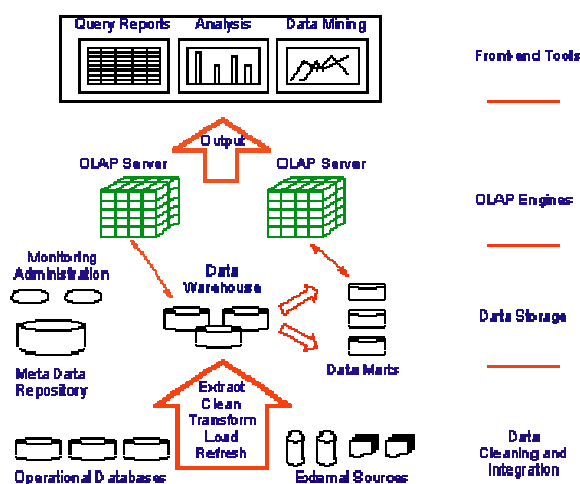 Query Reports
Analysis
Data Mining
Front-end Tools
Output
OLAP Server
OLAP Server
OLAP Engines
Monitoring
Administration
Data
Warehouse
Data Storage
Meta Data
Repository
Data Marts
Extract
Clean
Transform
Load
Refresh
Data
Cleaning and
Integration
Operational Databases
External Sources